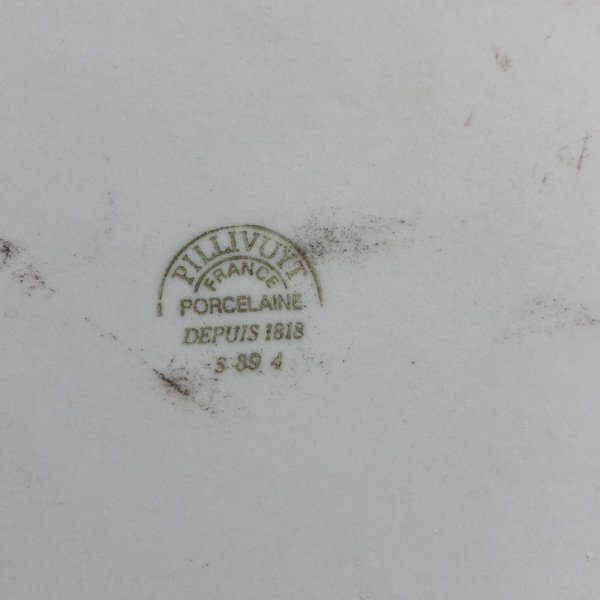 PILLIVUYT
FRANCE
PORCELAINE
DEPUIS 1818
S 89 4